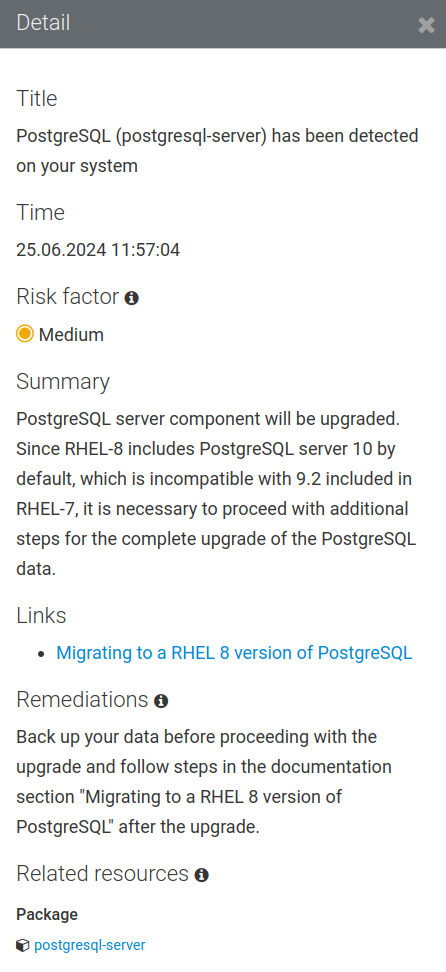 Detail
Title
PostgreSQL (postgresql-server) has been detected
on your system
Time
25.06.2024 11:57:04
Risk factor
Medium
Summary
PostgreSQL server component will be upgraded.
Since RHEL-8 includes PostgreSQL server 10 by
default, which is incompatible with 9.2 included in
RHEL-7, it is necessary to proceed with additional
steps for the complete upgrade of the PostgreSQL
data.
Links
• Migrating to a RHEL 8 version of PostgreSQL
Remediations
Back up your data before proceeding with the
upgrade and follow steps in the documentation
section "Migrating to a RHEL 8 version of
PostgreSQL" after the upgrade.
Related resources
Package
postgresql-server